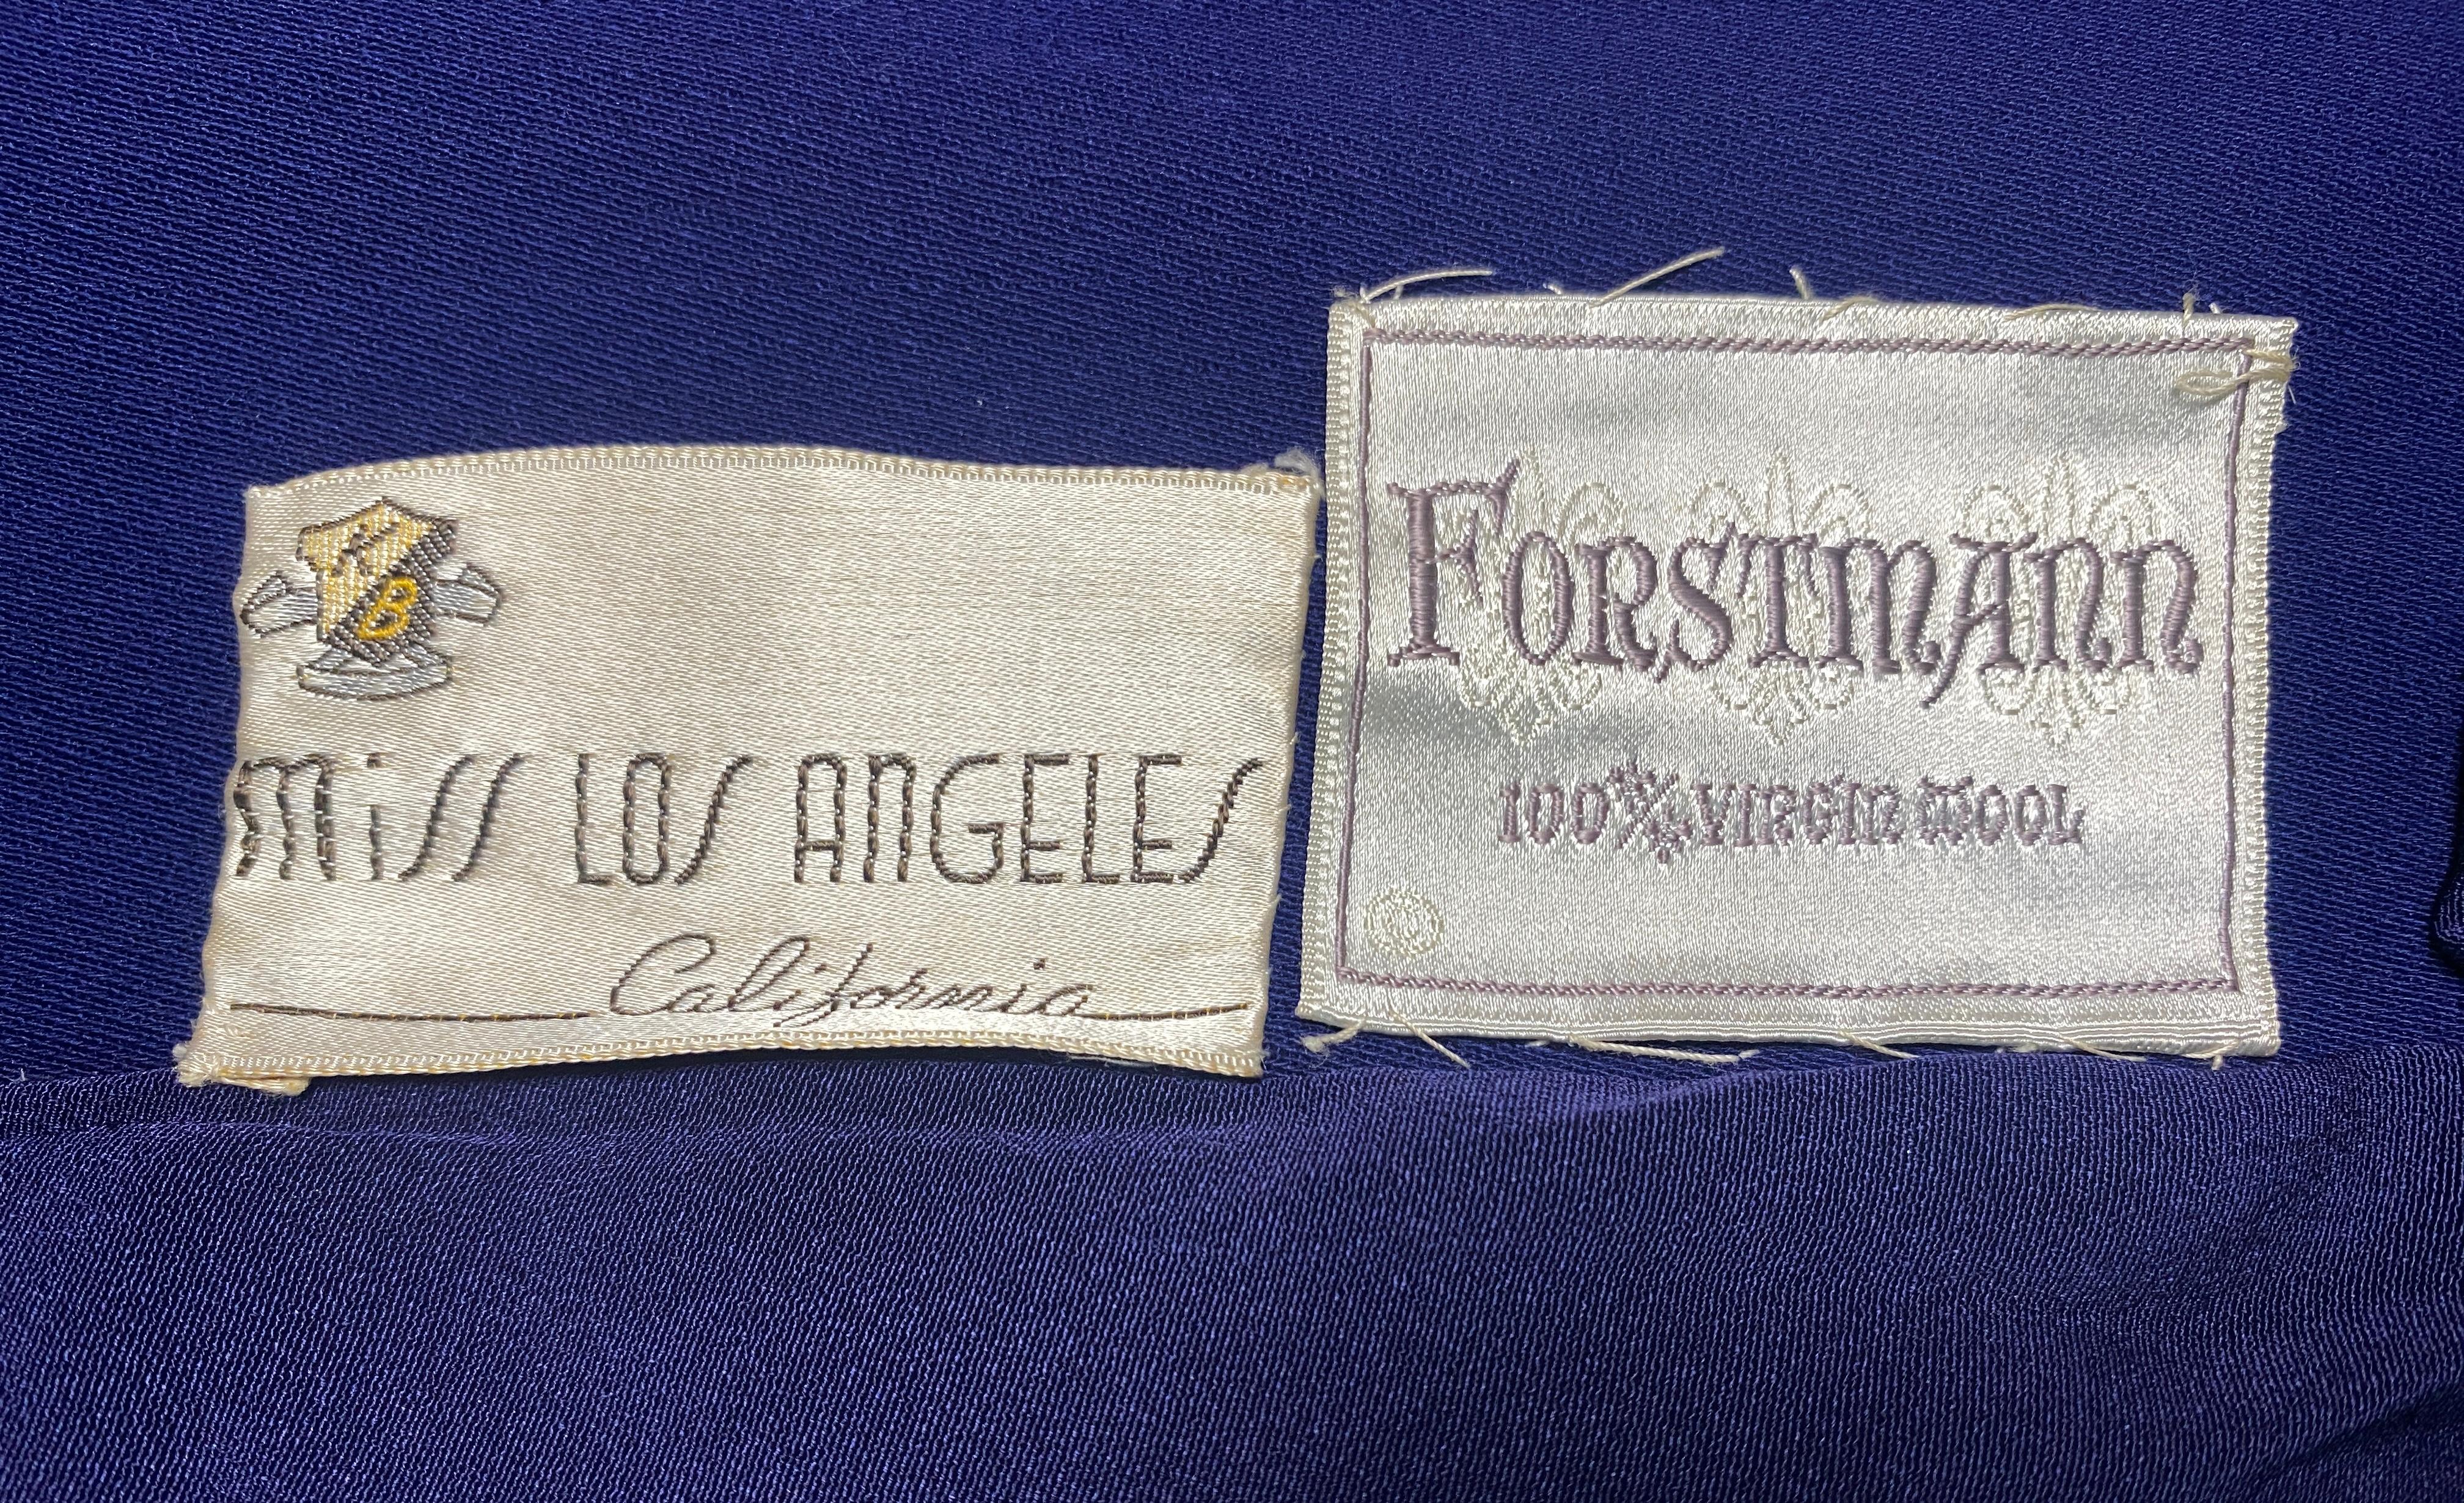 B
Miss LOS ANGELES
California
FORSTMANN
100% VIRGIN WOOL